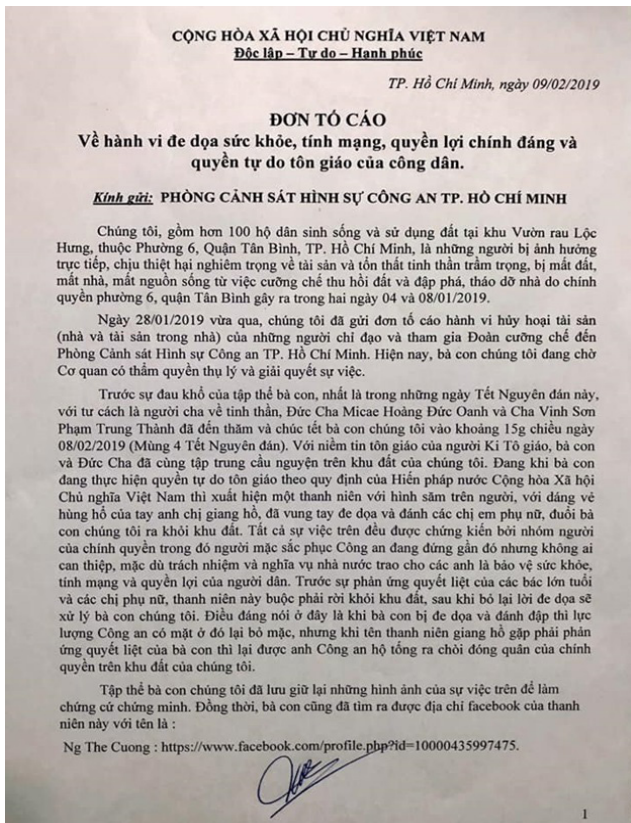 CỘNG HÒA XÃ HỘI CHỦ NGHĨA VIỆT NAM
Độc lập – Tự do – Hạnh phúc
TP. Hồ Chí Minh, ngày 09/02/2019
ĐƠN TỐ CÁO
Về hành vi đe dọa sức khỏe, tính mạng, quyền lợi chính đáng và
quyền tự do tôn giáo của công dân.
Kính gửi: PHÒNG CẢNH SÁT HÌNH SỰ CÔNG AN TP. HỒ CHÍ MINH
Chúng tôi, gồm hơn 100 hộ dân sinh sống và sử dụng đất tại khu Vườn rau Lộc
Hưng, thuộc Phường 6, Quận Tân Bình, TP. Hồ Chí Minh, là những người bị ảnh hưởng
trực tiếp, chịu thiệt hại nghiêm trọng về tài sản và tổn thất tinh thần trầm trọng, bị mất đất,
mất nhà, mất nguồn sống từ việc cưỡng chế thu hồi đất và đập phá, tháo dỡ nhà do chính
quyền phường 6, quận Tân Bình gây ra trong hai ngày 04 và 08/01/2019.
Ngày 28/01/2019 vừa qua, chúng tôi đã gửi đơn tố cáo hành vi hủy hoại tài sản
(nhà và tài sản trong nhà) của những người chỉ đạo và tham gia Đoàn cưỡng chế đến
Phòng Cảnh sát Hình sự Công an TP. Hồ Chí Minh. Hiện nay, bà con chúng tôi đang chờ
Cơ quan có thẩm quyền thụ lý và giải quyết sự việc.
Trước sự đau khổ của tập thể bà con, nhất là trong những ngày Tết Nguyên đán này,
với tư cách là người cha về tinh thần, Đức Cha Micae Hoàng Đức Oanh và Cha Vinh Sơn
Phạm Trung Thành đã đến thăm và chúc tết bà con chúng tôi vào khoảng 15g chiều ngày
08/02/2019 (Mùng 4 Tết Nguyên đán). Với niềm tin tôn giáo của người Ki Tô giáo, bà con
và Đức Cha đã cùng tập trung cầu nguyện trên khu đất của chúng tôi. Đang khi bà con
đang thực hiện quyền tự do tôn giáo theo quy định của Hiến pháp nước Cộng hòa Xã hội
Chủ nghĩa Việt Nam thì xuất hiện một thanh niên với hình săm trên người, với dáng vẻ
hùng hổ của tay anh chị giang hồ, đã vung tay đe dọa và đánh các chị em phụ nữ, đuổi bà
con chúng tôi ra khỏi khu đất. Tất cả sự việc trên đều được chứng kiến bởi nhóm người
của chính quyền trong đó người mặc sắc phục Công an đang đứng gần đó nhưng không ai
can thiệp, mặc dù trách nhiệm và nghĩa vụ nhà nước trao cho các anh là bảo vệ sức khỏe,
tính mạng và quyền lợi của người dân. Trước sự phản ứng quyết liệt của các bác lớn tuổi
và các chị phụ nữ, thanh niên này buộc phải rời khỏi khu đất, sau khi bỏ lại lời đe dọa sẽ
xử lý bà con chúng tôi. Điều đáng nói ở đây là khi bà con bị đe dọa và đánh đập thì lực
lượng Công an có mặt ở đó lại bỏ mặc, nhưng khi tên thanh niên giang hồ gặp phải phản
ứng quyết liệt của bà con thì lại được anh Công an hộ tống ra chòi đóng quân của chính
quyền trên khu đất của chúng tôi.
Tập thể bà con chúng tôi đã lưu giữ lại những hình ảnh của sự việc trên để làm
chứng cứ chứng minh. Đồng thời, bà con cũng đã tìm ra được địa chỉ facebook của thanh
niên này với tên là :
Ng The Cuong : https://www.facebook.com/profile.php?id=10000435997475.
1